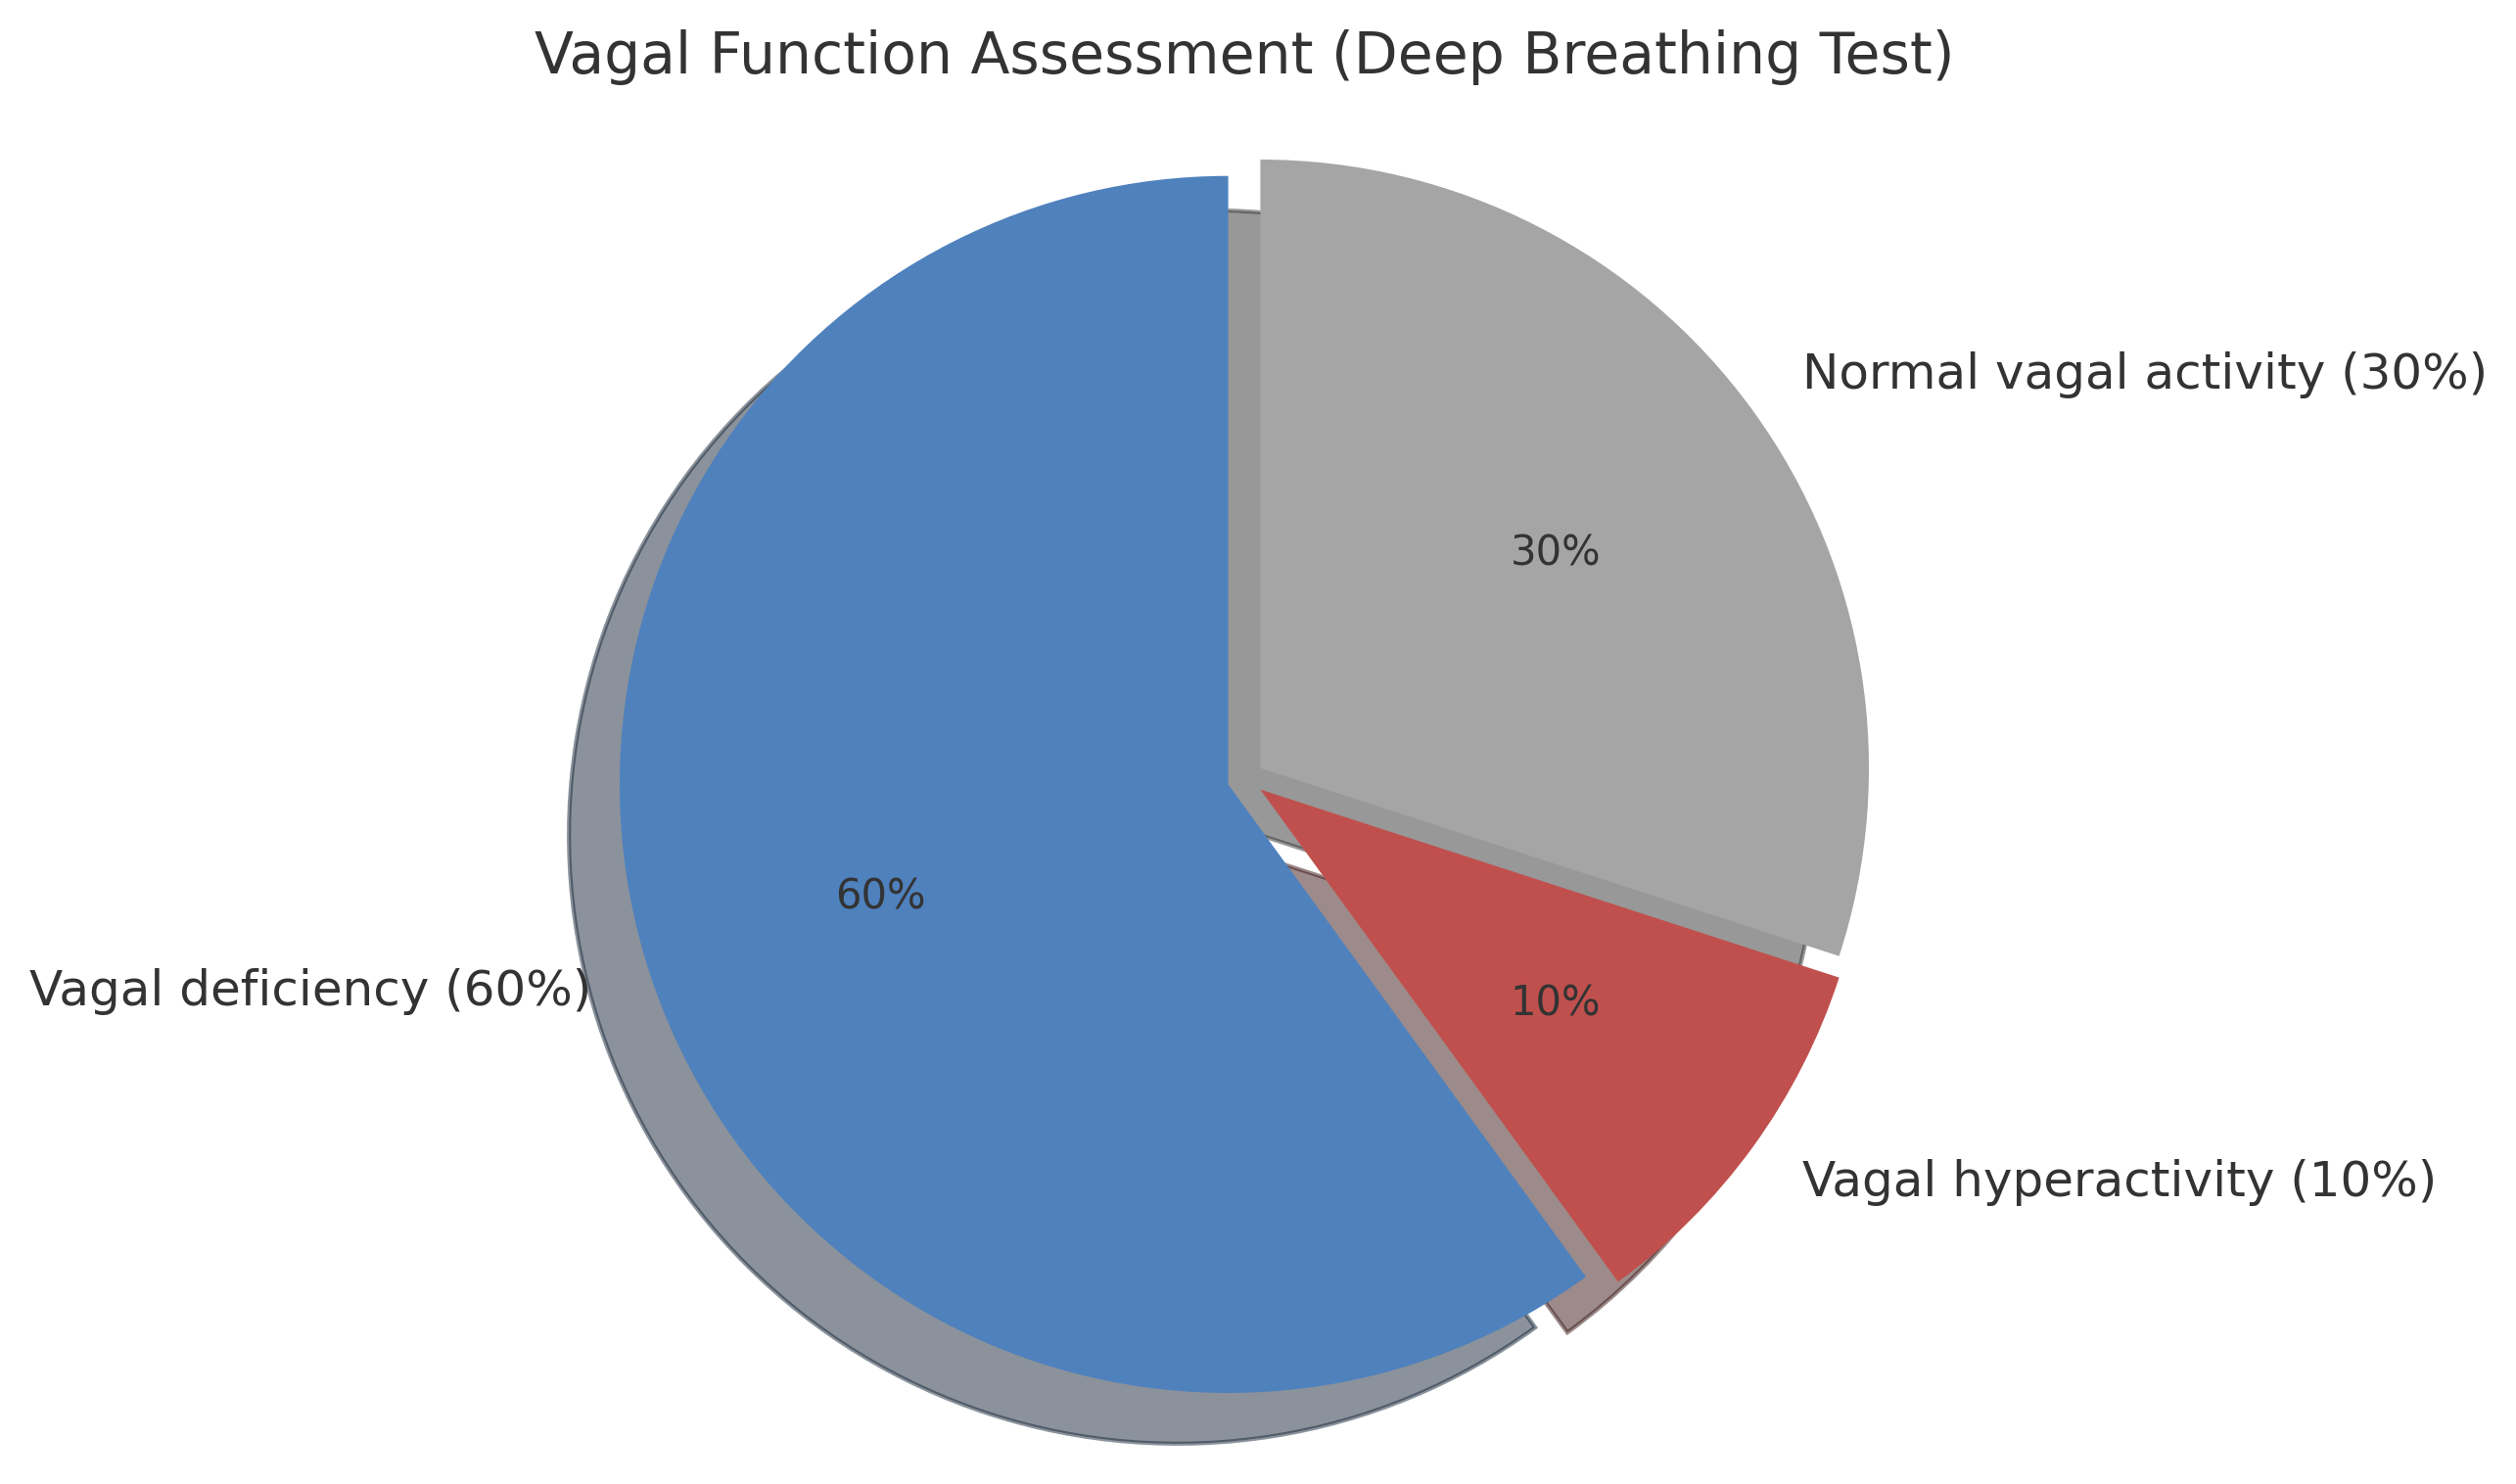 Vagal Function Assessment (Deep Breathing Test)
Normal vagal activity (30%)
30%
60%
Vagal deficiency (60%)
10%
Vagal hyperactivity (10%)